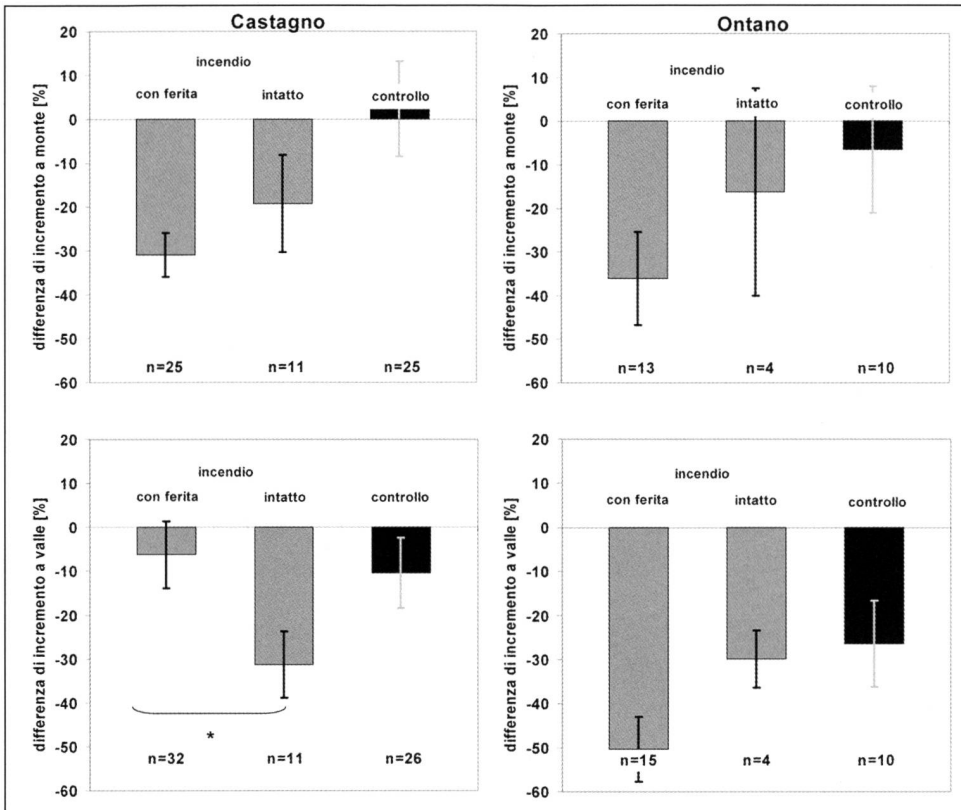 Castagno
differenza di incremento a monte [%]
20
10
0
-10
-20
-30
-40
-50
-60
incendio
con ferita intatto controllo
n=25 n=11 n=25
Ontano
differenza di incremento a monte [%]
20
10
0
-10
-20
-30
-40
-50
-60
incendio
con ferita intatto controllo
n=13 n=4 n=10
differenza di incremento a valle [%]
20
10
0
-10
-20
-30
-40
-50
-60
incendio
con ferita intatto controllo
*
n=32 n=11 n=26
differenza di incremento a valle [%]
20
10
0
-10
-20
-30
-40
-50
-60
incendio
con ferita intatto controllo
n=15 n=4 n=10